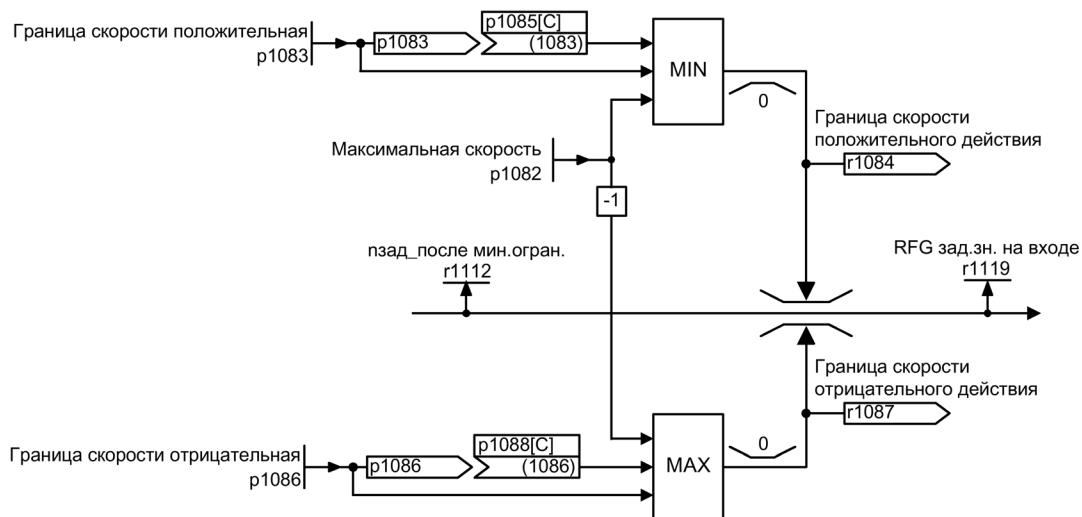 Граница скорости положительная
p1083
p1083
p1085[C]
(1083)
MIN
0
Граница скорости
положительного действия
r1084
Максимальная скорость
p1082
-1
nзад_после мин.огран.
r1112
RFG зад.зн. на входе
r1119
Граница скорости
отрицательного действия
r1087
Граница скорости отрицательная
p1086
p1086
p1088[C]
(1086)
MAX
0